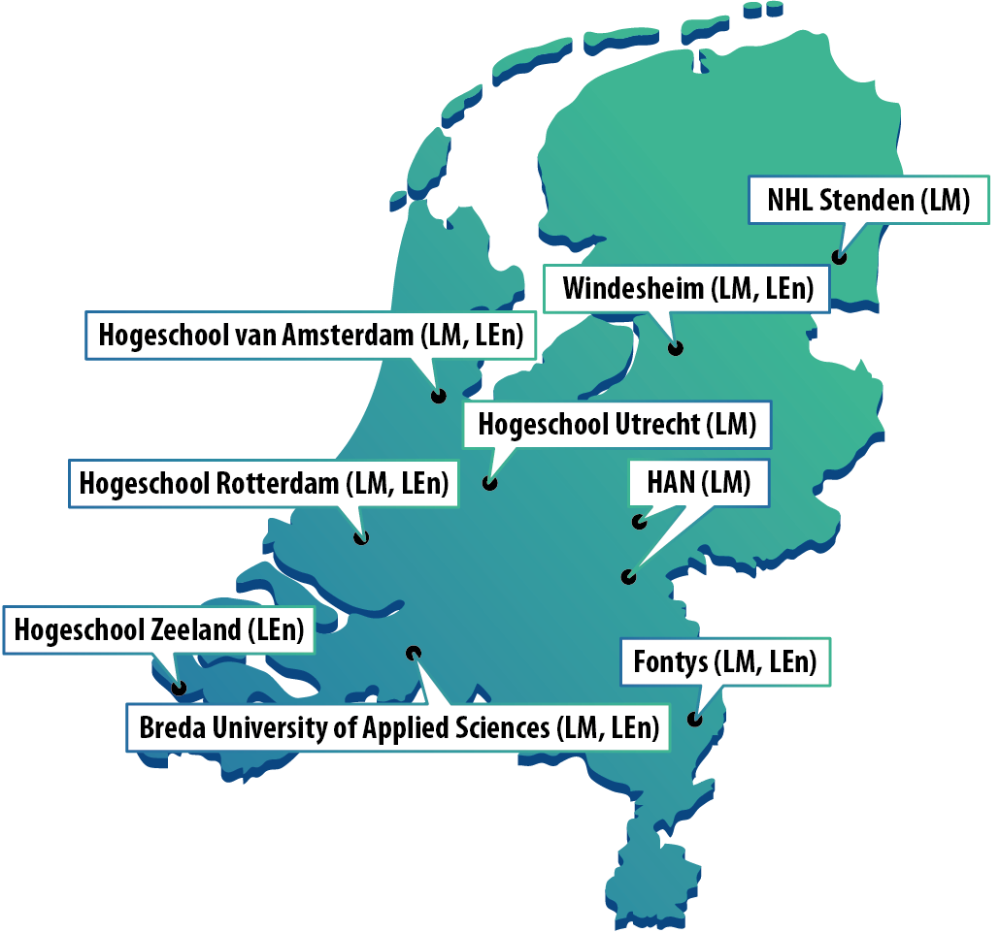 NHL Stenden (LM)
Windesheim (LM, LEn)
Hogeschool van Amsterdam (LM, LEn)
Hogeschool Utrecht (LM)
Hogeschool Rotterdam (LM, LEn)
HAN (LM)
Hogeschool Zeeland (LEn)
Fontys (LM, LEn)
Breda University of Applied Sciences (LM, LEn)